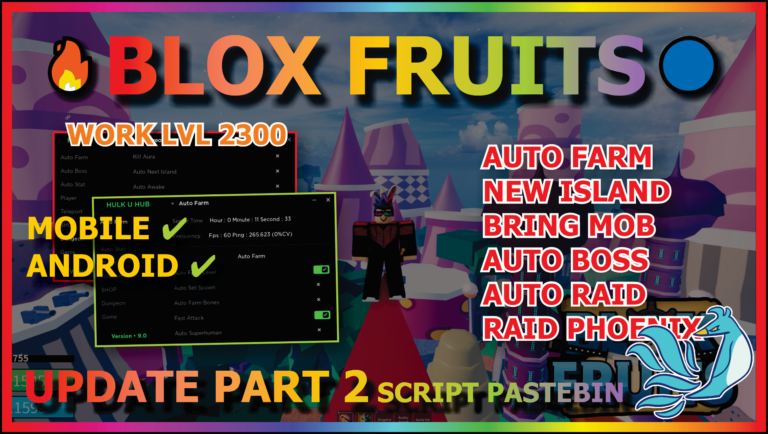 BLOX FRUITS
WORK LVL 2300
Auto Farm
Kill Aura
Auto Boss
Auto Next Island
Auto Stat
Auto Awake
Player
HULK U HUB
Auto Farm
Hour : 0 Minute : 11 Second : 33
Fps : 60 Ping : 265.623 (0%CV)
Auto Farm
SHOP
Dungeon
Auto Farm Bones
Game
Fast Attack
Auto Superhuman
Version - 9.0
MOBILE ✓
ANDROID ✓
AUTO FARM
NEW ISLAND
BRING MOB
AUTO BOSS
AUTO RAID
RAID PHOENIX
755
UPDATE PART 2 SCRIPT PASTEBIN